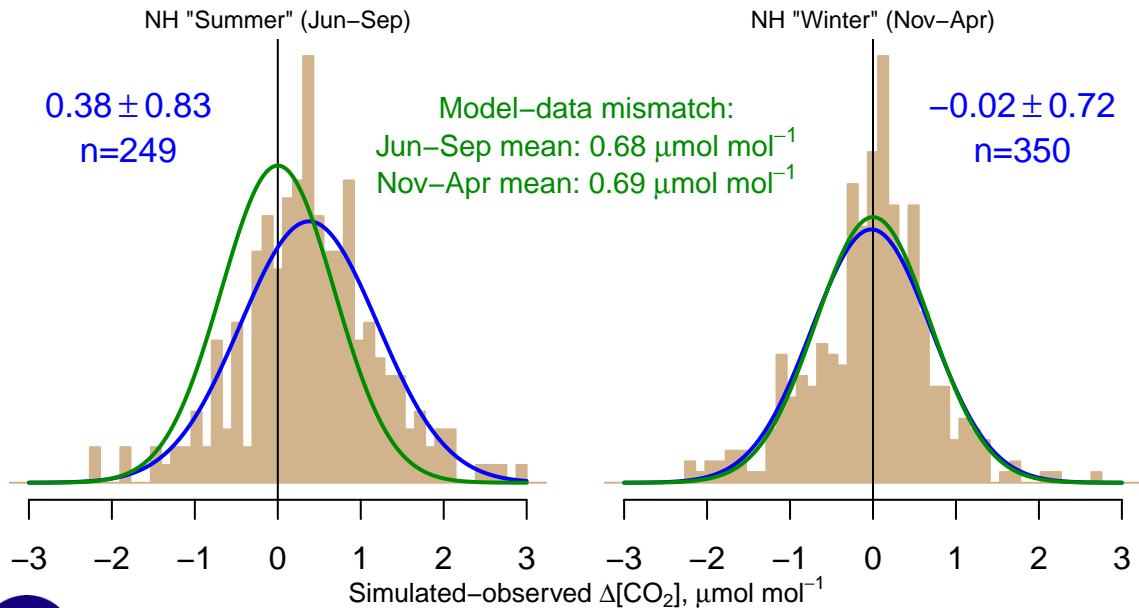 NH "Summer" (Jun−Sep)
NH "Winter" (Nov−Apr)
0.38 ± 0.83
n=249
Model−data mismatch:
Jun−Sep mean: 0.68 μmol mol⁻¹
Nov−Apr mean: 0.69 μmol mol⁻¹
−0.02 ± 0.72
n=350
−3 −2 −1 0 1 2 3
−3 −2 −1 0 1 2 3
Simulated−observed Δ[CO₂], μmol mol⁻¹